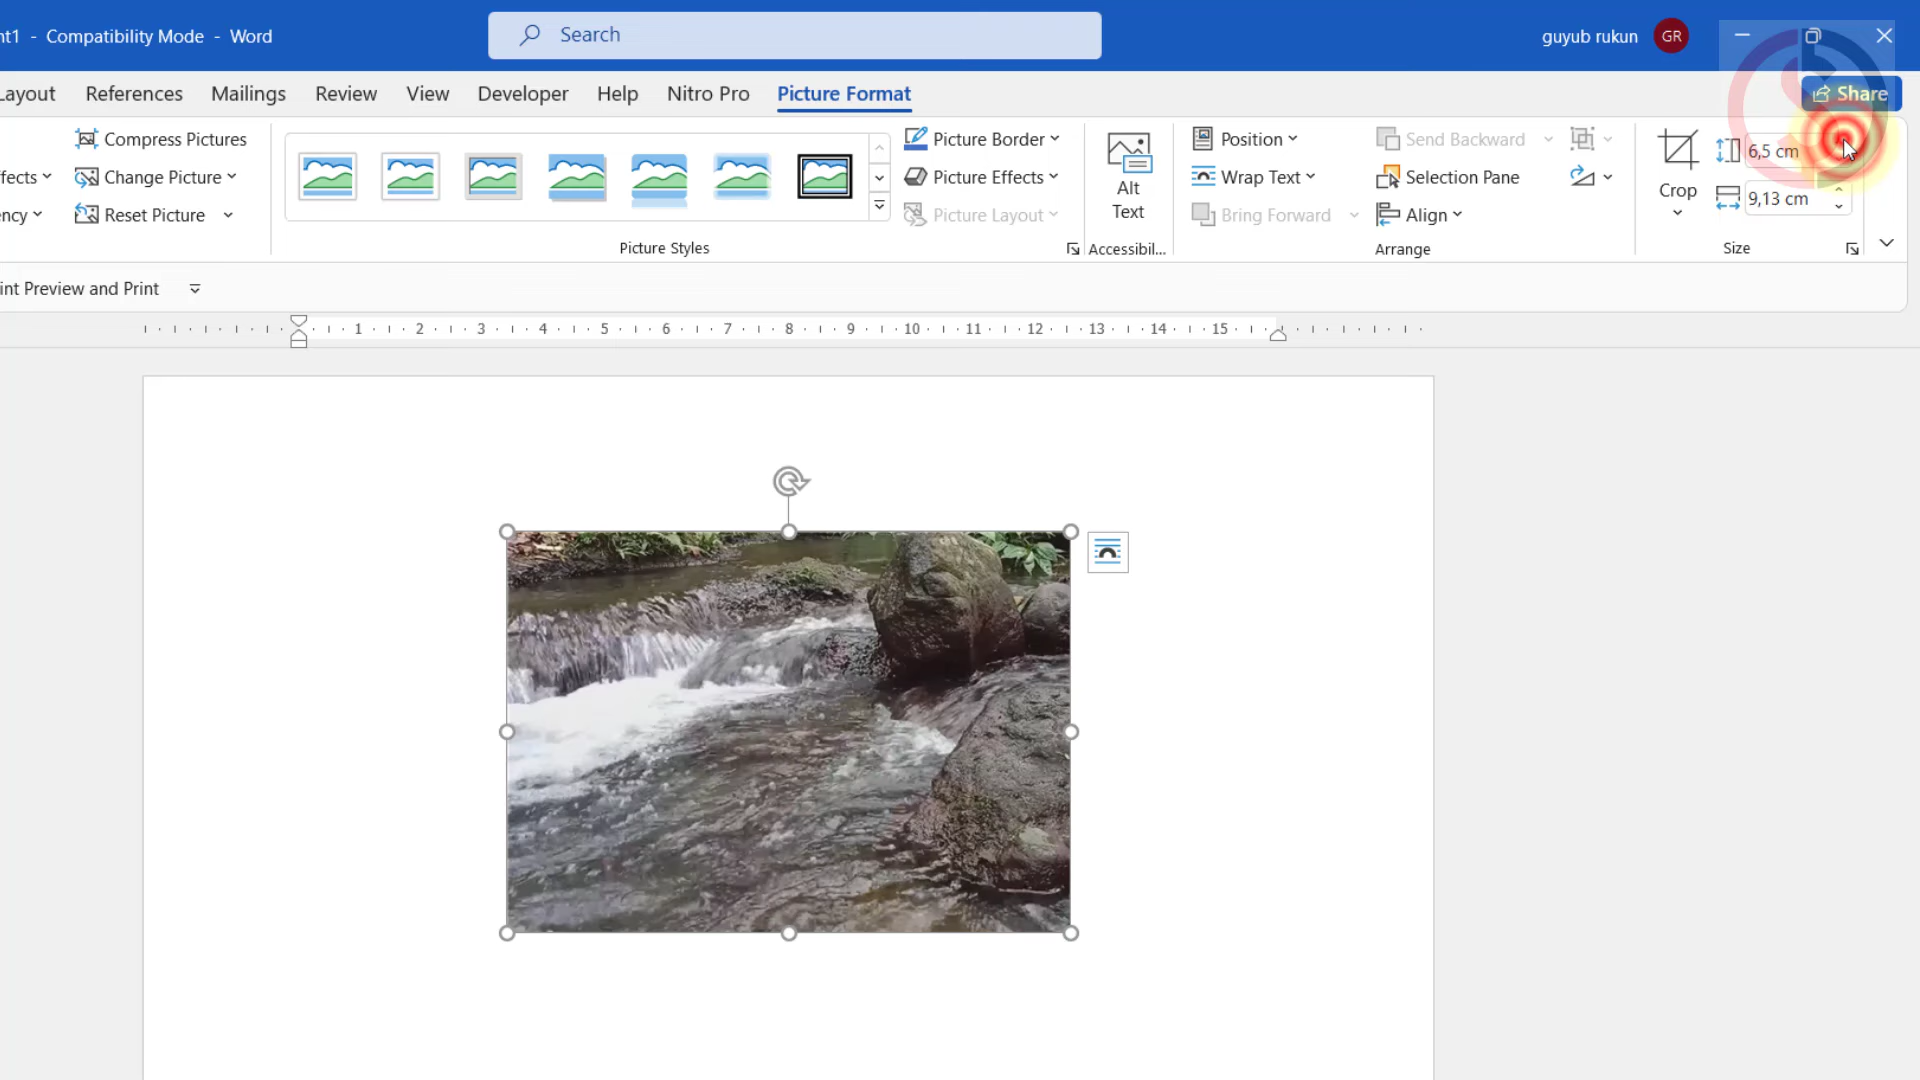 nt1 - Compatibility Mode - Word
Search
guyub rukun
GR
Layout
References
Mailings
Review
View
Developer
Help
Nitro Pro
Picture Format
Share
Compress Pictures
Picture Border
Position
Send Backward
6,5 cm
ffects
Change Picture
Picture Effects
Alt
Text
Wrap Text
Selection Pane
Crop
ncy
Reset Picture
Picture Layout
Bring Forward
Align
9,13 cm
Picture Styles
Accessibil...
Arrange
Size
int Preview and Print
1 2 3 4 5 6 7 8 9 10 11 12 13 14 15